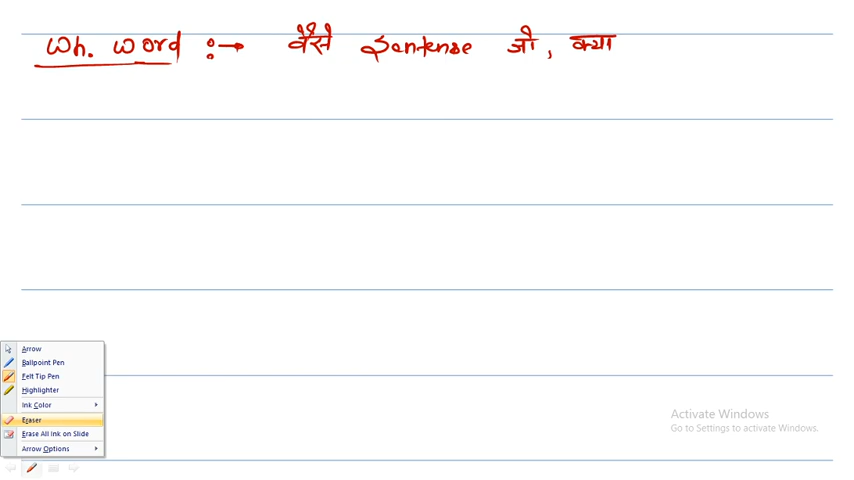 Wh. Word :→ वैसे Sentense जो, क्या
Arrow
Ballpoint Pen
Felt Tip Pen
Highlighter
Ink Color
Eraser
Erase All Ink on Slide
Arrow Options
Activate Windows
Go to Settings to activate Windows.